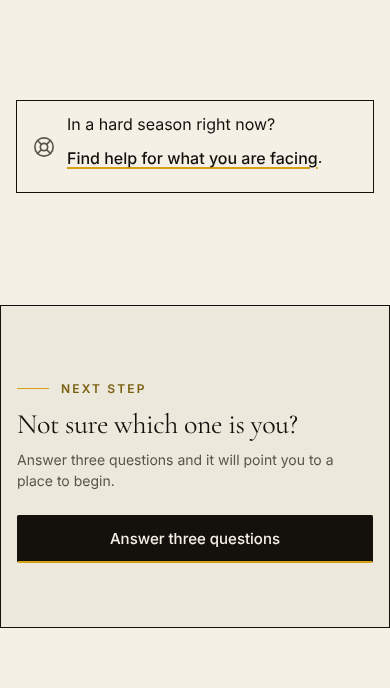 In a hard season right now?
Find help for what you are facing.
NEXT STEP
Not sure which one is you?
Answer three questions and it will point you to a
place to begin.
Answer three questions